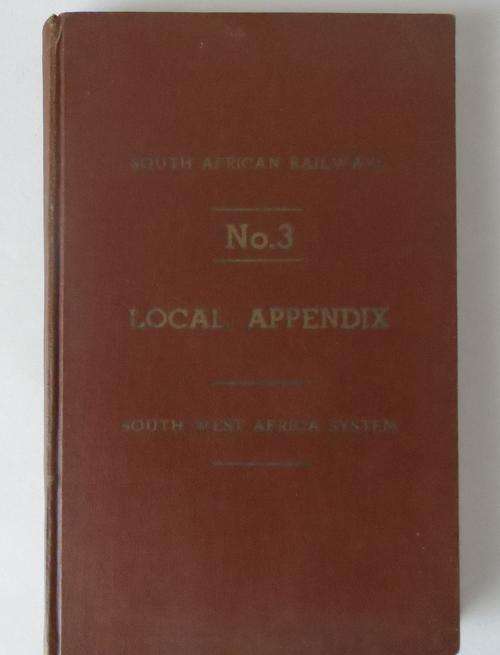 SOUTH AFRICAN RAILWAYS
No. 3
LOCAL APPENDIX
SOUTH WEST AFRICA SYSTEM